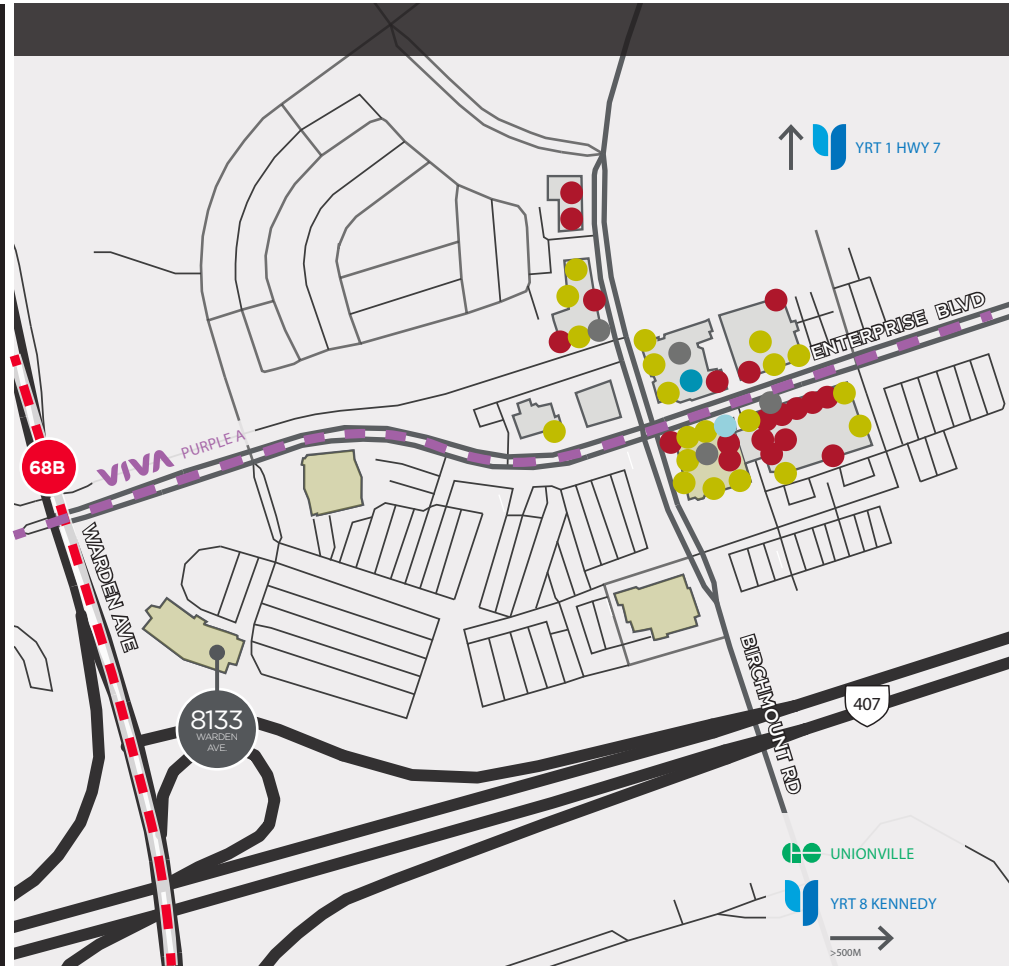 YRT 1 HWY 7
ENTERPRISE BLVD
VIVA PURPLE A
68B
WARDEN AVE
8133
WARDEN
AVE.
BIRCHMOUNT RD
407
GO UNIONVILLE
YRT 8 KENNEDY
>500M